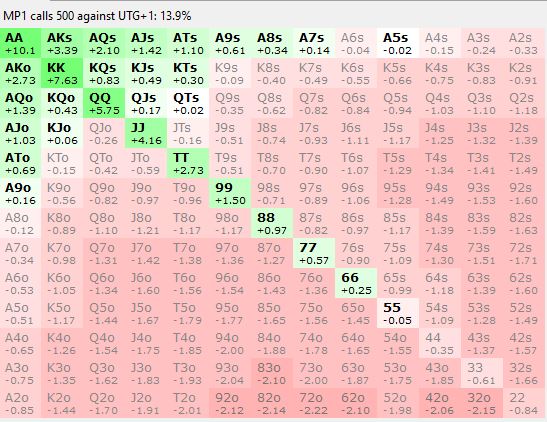 MP1 calls 500 against UTG+1: 13.9%
AA AKs AQs AJs ATs A9s A8s A7s A6s A5s A4s A3s A2s
+10.1 +3.39 +2.10 +1.42 +1.10 +0.61 +0.34 +0.14 -0.04 -0.02 -0.15 -0.24 -0.33
AKo KK KQs KJs KTs K9s K8s K7s K6s K5s K4s K3s K2s
+2.73 +7.63 +0.83 +0.49 +0.30 -0.09 -0.40 -0.49 -0.55 -0.66 -0.75 -0.83 -0.91
AQo KQo QQ QJs QTs Q9s Q8s Q7s Q6s Q5s Q4s Q3s Q2s
+1.39 +0.43 +5.75 +0.17 +0.02 -0.35 -0.62 -0.82 -0.84 -0.94 -1.03 -1.10 -1.18
AJo KJo QJo JJ JTs J9s J8s J7s J6s J5s J4s J3s J2s
+1.03 +0.06 -0.26 +4.16 -0.16 -0.51 -0.74 -0.93 -1.11 -1.17 -1.25 -1.32 -1.39
ATo KTo QTo JTo TT T9s T8s T7s T6s T5s T4s T3s T2s
+0.69 -0.15 -0.42 -0.59 +2.73 -0.51 -0.70 -0.90 -1.07 -1.29 -1.34 -1.41 -1.49
A9o K9o Q9o J9o T9o 99 98s 97s 96s 95s 94s 93s 92s
+0.16 -0.56 -0.82 -0.97 -0.96 +1.50 -0.71 -0.89 -1.06 -1.28 -1.49 -1.53 -1.60
A8o K8o Q8o J8o T8o 98o 88 87s 86s 85s 84s 83s 82s
-0.12 -0.89 -1.10 -1.21 -1.17 -1.17 +0.97 -0.82 -0.97 -1.17 -1.39 -1.59 -1.63
A7o K7o Q7o J7o T7o 97o 87o 77 76s 75s 74s 73s 72s
-0.34 -0.98 -1.31 -1.42 -1.38 -1.36 -1.27 +0.57 -0.90 -1.09 -1.30 -1.51 -1.71
A6o K6o Q6o J6o T6o 96o 86o 76o 66 65s 64s 63s 62s
-0.53 -1.05 -1.34 -1.60 -1.56 -1.54 -1.43 -1.36 +0.25 -0.99 -1.18 -1.39 -1.60
A5o K5o Q5o J5o T5o 95o 85o 75o 65o 55 54s 53s 52s
-0.51 -1.17 -1.44 -1.67 -1.79 -1.77 -1.65 -1.56 -1.45 -0.05 -1.09 -1.28 -1.49
A4o K4o Q4o J4o T4o 94o 84o 74o 64o 54o 44 43s 42s
-0.65 -1.26 -1.54 -1.75 -1.85 -2.00 -1.88 -1.78 -1.65 -1.55 -0.35 -1.37 -1.57
A3o K3o Q3o J3o T3o 93o 83o 73o 63o 53o 43o 33 32s
-0.75 -1.35 -1.62 -1.83 -1.93 -2.04 -2.10 -2.00 -1.87 -1.75 -1.85 -0.61 -1.66
A2o K2o Q2o J2o T2o 92o 82o 72o 62o 52o 42o 32o 22
-0.85 -1.44 -1.70 -1.91 -2.01 -2.12 -2.14 -2.22 -2.10 -1.98 -2.06 -2.15 -0.84